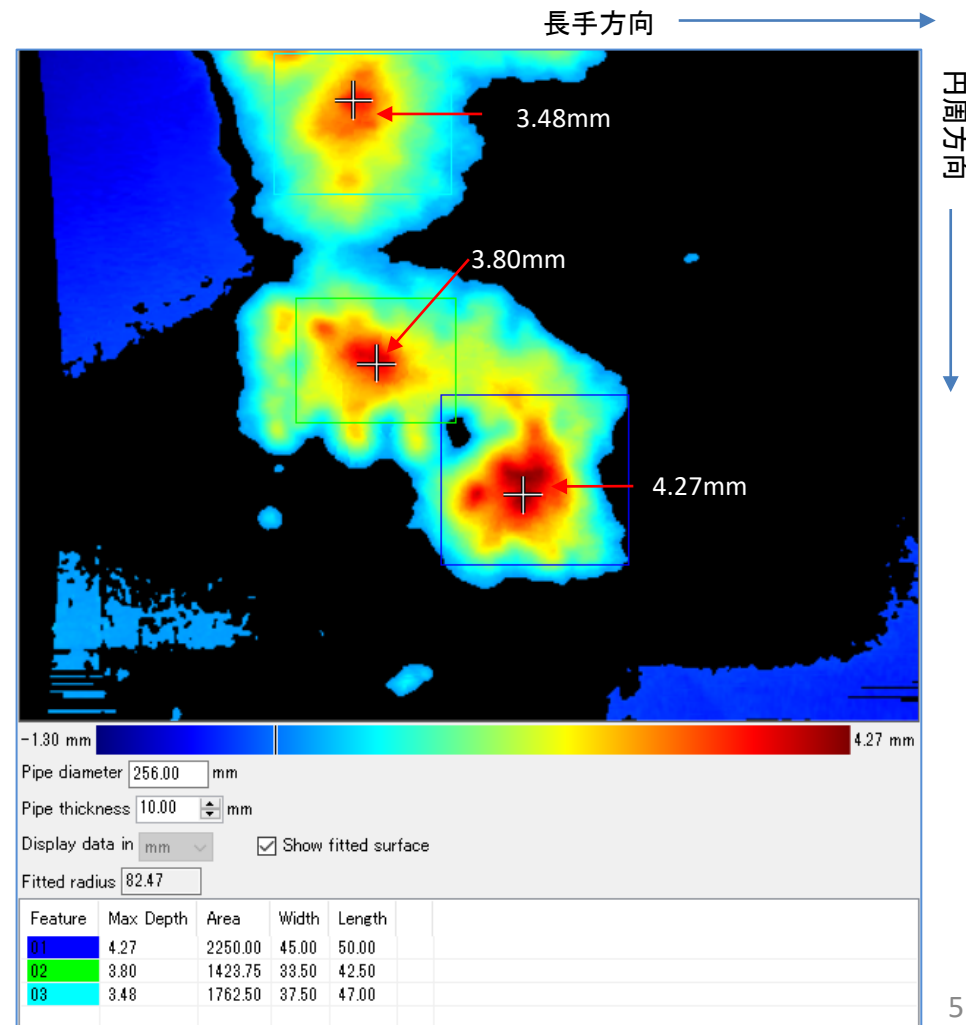 長手方向
円周方向
3.48mm
3.80mm
4.27mm
-1.30 mm 4.27 mm
Pipe diameter 256.00 mm
Pipe thickness 10.00 mm
Display data in mm Show fitted surface
Fitted radius 82.47
Feature Max Depth Area Width Length
01 4.27 2250.00 45.00 50.00
02 3.80 1423.75 33.50 42.50
03 3.48 1762.50 37.50 47.00
5